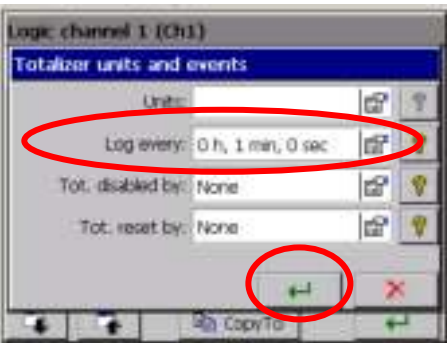 Logic channel 1 (Ch1)
Totalizer units and events
Units:
Log every: 0 h, 1 min, 0 sec
Tot. disabled by: None
Tot. reset by: None
CopyTo